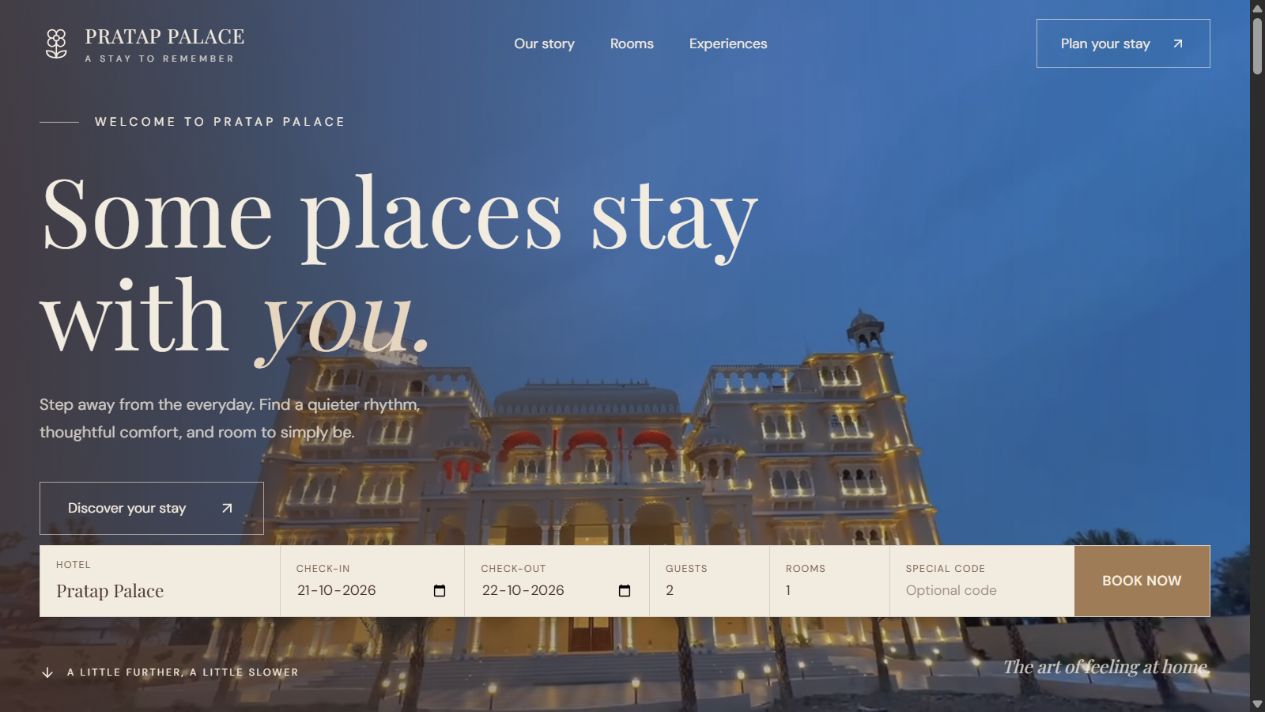 PRATAP PALACE
A STAY TO REMEMBER
Our story
Rooms
Experiences
Plan your stay
WELCOME TO PRATAP PALACE
Some places stay
with you.
PRATAP PALACE
Step away from the everyday. Find a quieter rhythm,
thoughtful comfort, and room to simply be.
Discover your stay
HOTEL
Pratap Palace
CHECK-IN
21-10-2026
CHECK-OUT
22-10-2026
GUESTS
2
ROOMS
1
SPECIAL CODE
Optional code
BOOK NOW
A LITTLE FURTHER, A LITTLE SLOWER
The art of feeling at home.